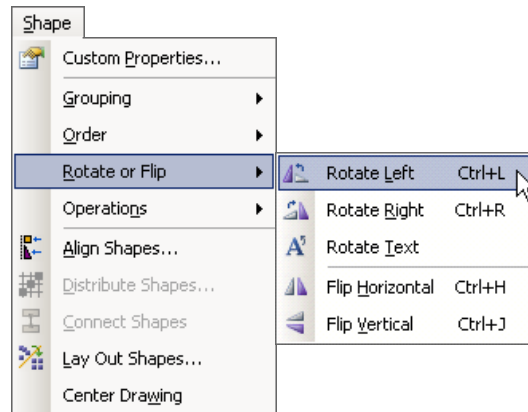 Shape
Custom Properties...
Grouping
Order
Rotate or Flip
Operations
Align Shapes...
Distribute Shapes...
Connect Shapes
Lay Out Shapes...
Center Drawing
Rotate Left Ctrl+L
Rotate Right Ctrl+R
Rotate Text
Flip Horizontal Ctrl+H
Flip Vertical Ctrl+J